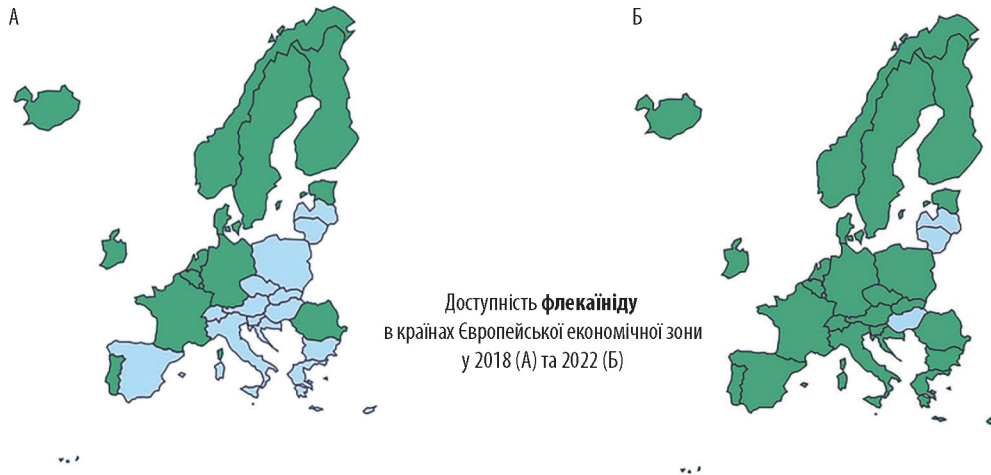 А
Б
Доступність флекаїніду
в країнах Європейської економічної зони
у 2018 (А) та 2022 (Б)